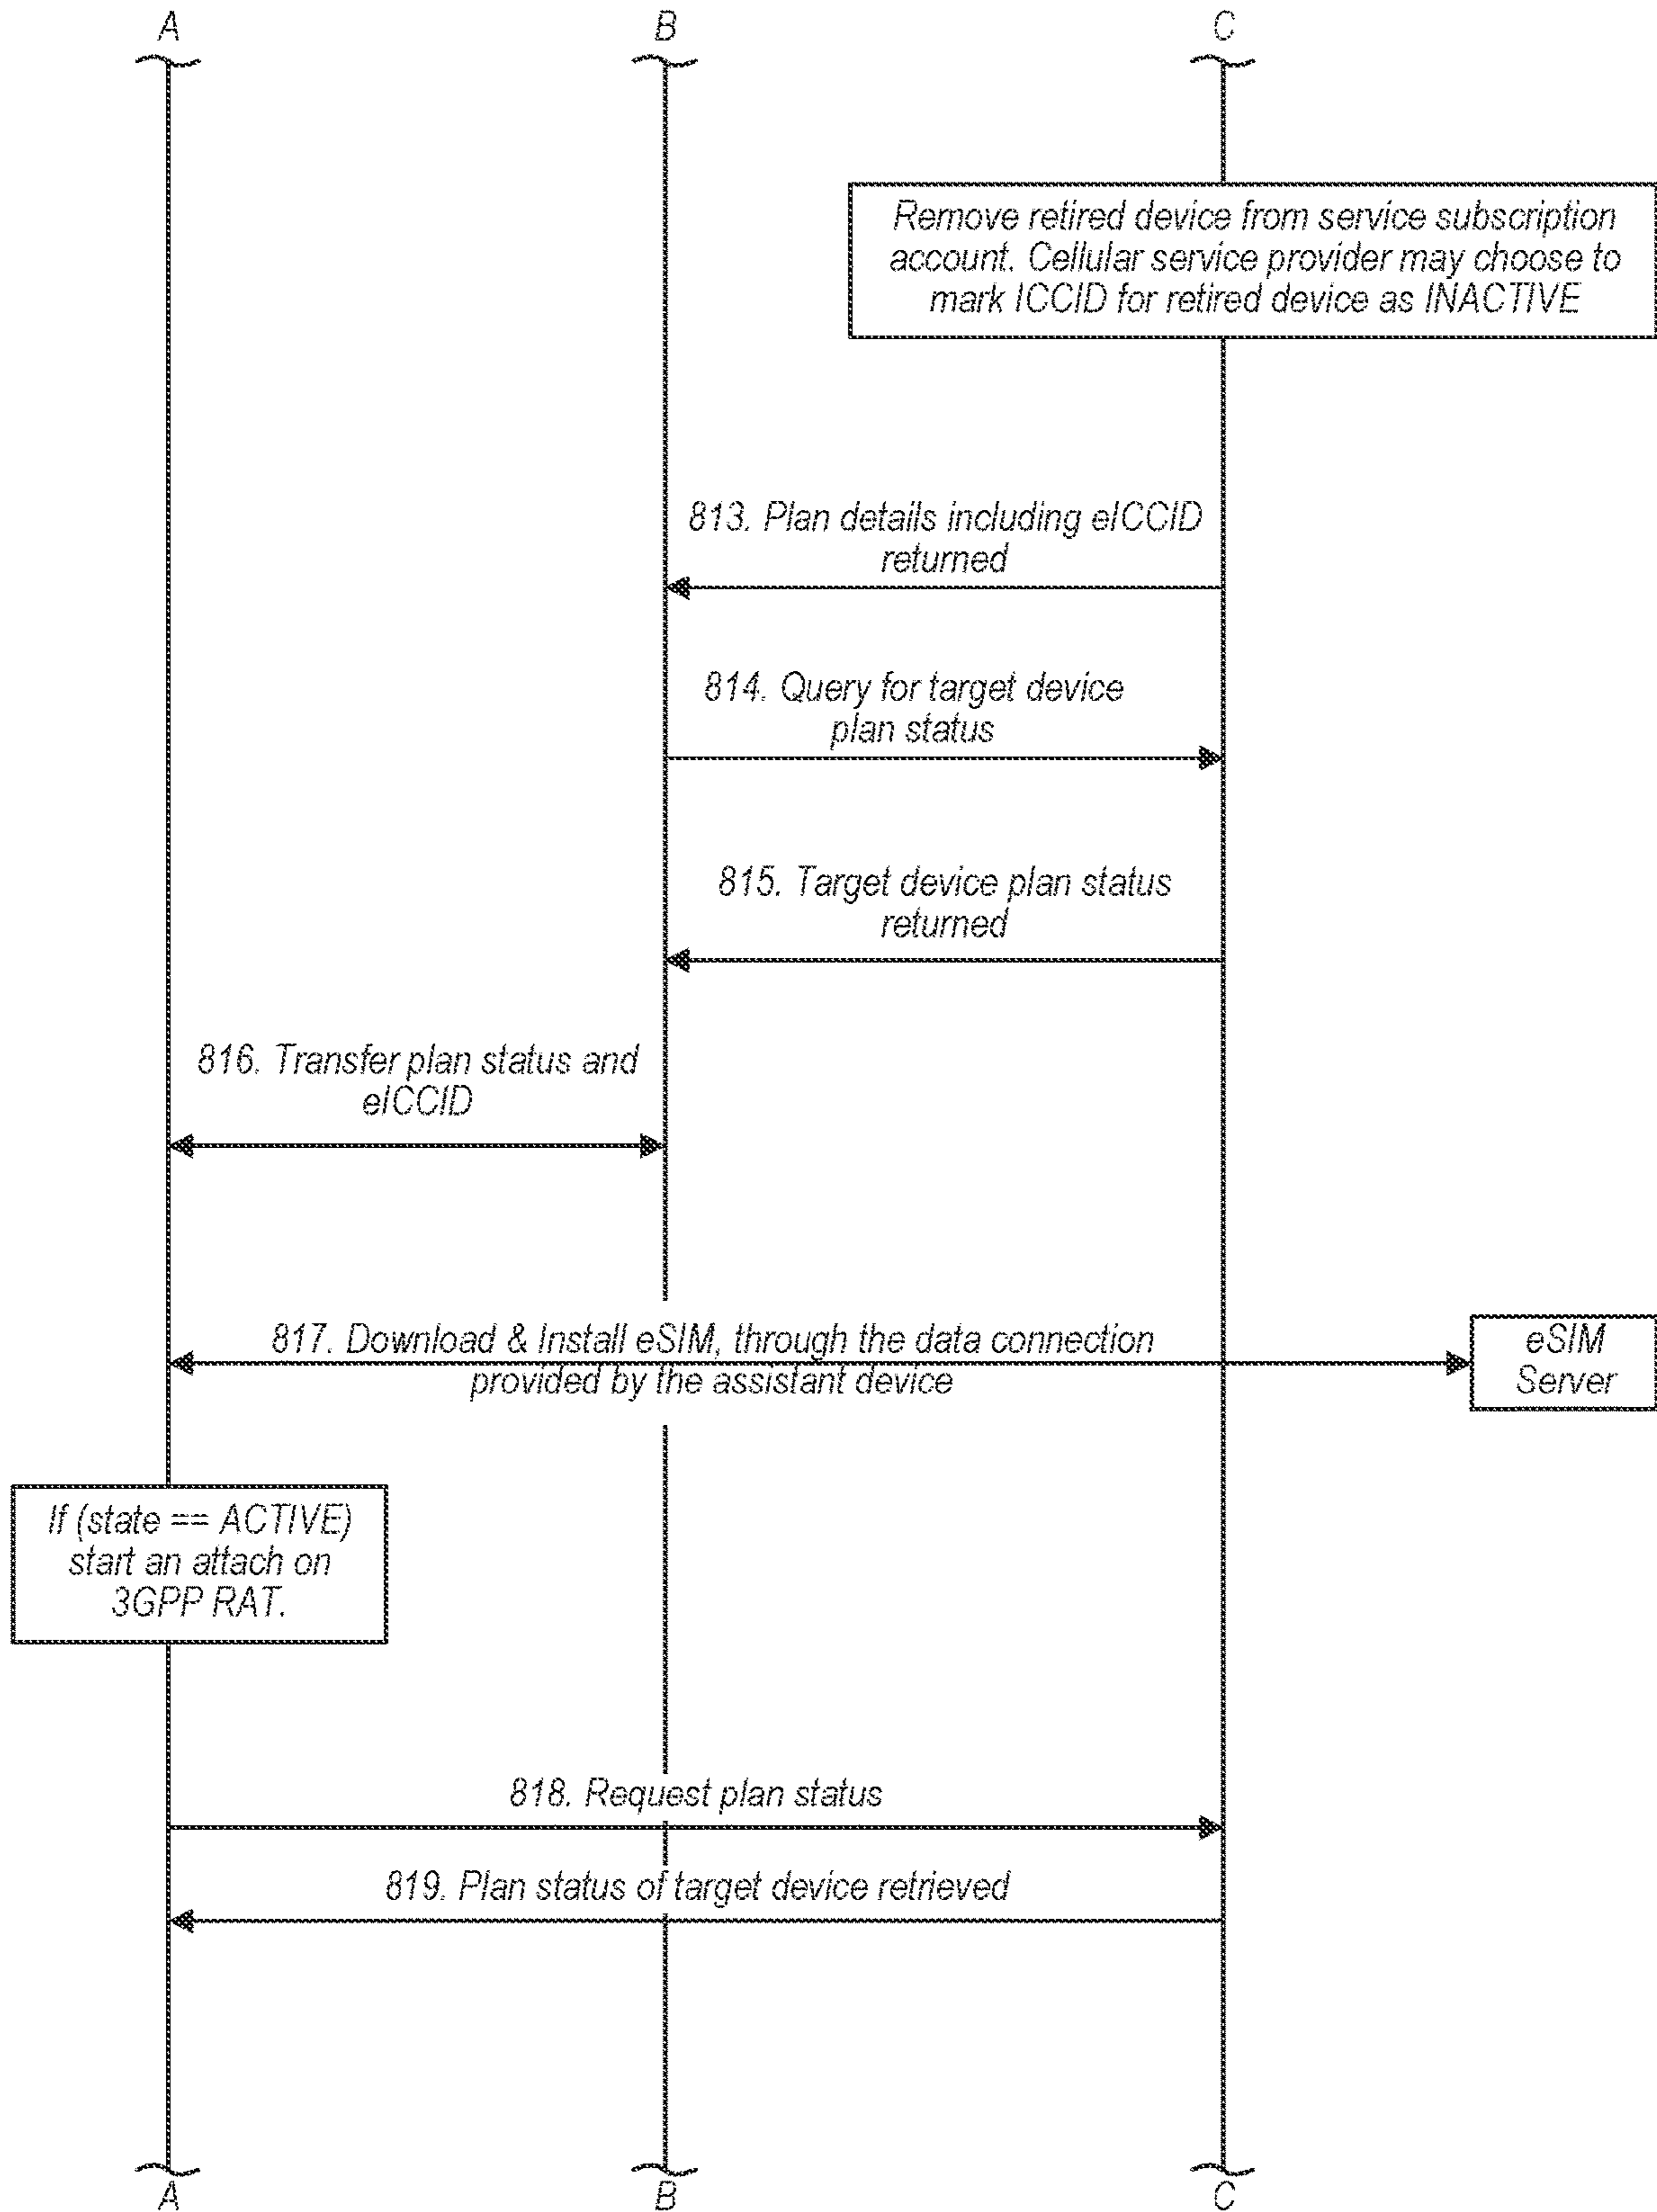 A
B
C
Remove retired device from service subscription
account. Cellular service provider may choose to
mark ICCID for retired device as INACTIVE
813. Plan details including eICCID
returned
814. Query for target device
plan status
815. Target device plan status
returned
816. Transfer plan status and
eICCID
817. Download & Install eSIM, through the data connection
provided by the assistant device
eSIM
Server
If (state == ACTIVE)
start an attach on
3GPP RAT.
818. Request plan status
819. Plan status of target device retrieved
A
B
C